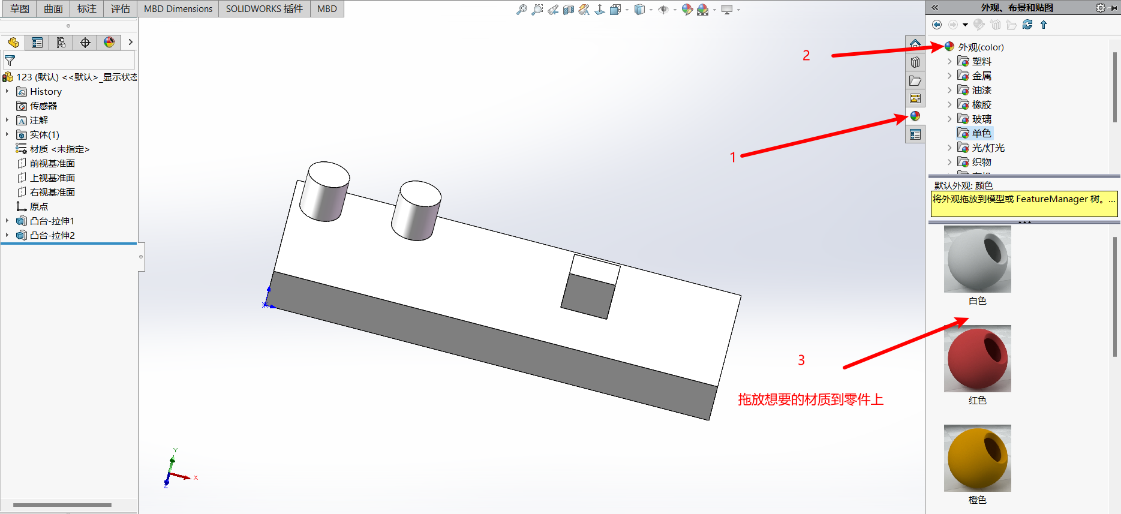 草图 曲面 标注 评估 MBD Dimensions SOLIDWORKS 插件 MBD
外观、布景和贴图
123 (默认) <<默认>_显示状态
History
传感器
注解
实体(1)
材质 <未指定>
前视基准面
上视基准面
右视基准面
原点
凸台-拉伸1
凸台-拉伸2
1
2
3
拖放想要的材质到零件上
Y
X
Z
外观(color)
塑料
金属
油漆
橡胶
玻璃
单色
光/灯光
织物
默认外观: 颜色
将外观拖放到模型或 FeatureManager 树。...
白色
红色
橙色